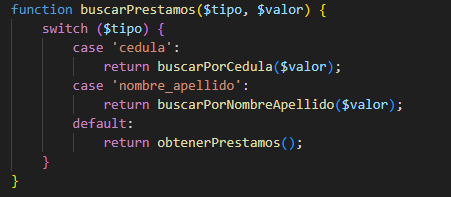 function buscarPrestamos($tipo, $valor) {
    switch ($tipo) {
        case 'cedula':
            return buscarPorCedula($valor);
        case 'nombre_apellido':
            return buscarPorNombreApellido($valor);
        default:
            return obtenerPrestamos();
    }
}